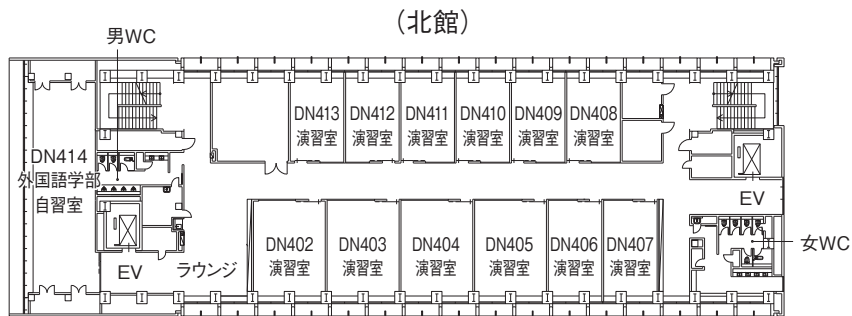 （北館）
男WC
DN413
演習室
DN412
演習室
DN411
演習室
DN410
演習室
DN409
演習室
DN408
演習室
DN414
外国語学部
自習室
EV
DN402
演習室
DN403
演習室
DN404
演習室
DN405
演習室
DN406
演習室
DN407
演習室
女WC
EV
ラウンジ